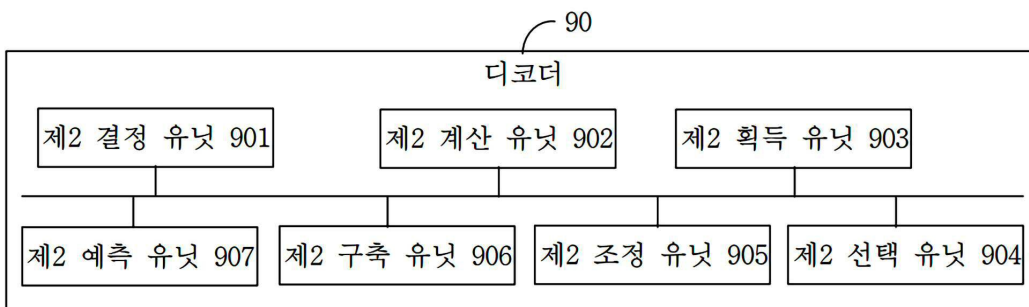 90
디코더
제2 결정 유닛 901 제2 계산 유닛 902 제2 획득 유닛 903
제2 예측 유닛 907 제2 구축 유닛 906 제2 조정 유닛 905 제2 선택 유닛 904